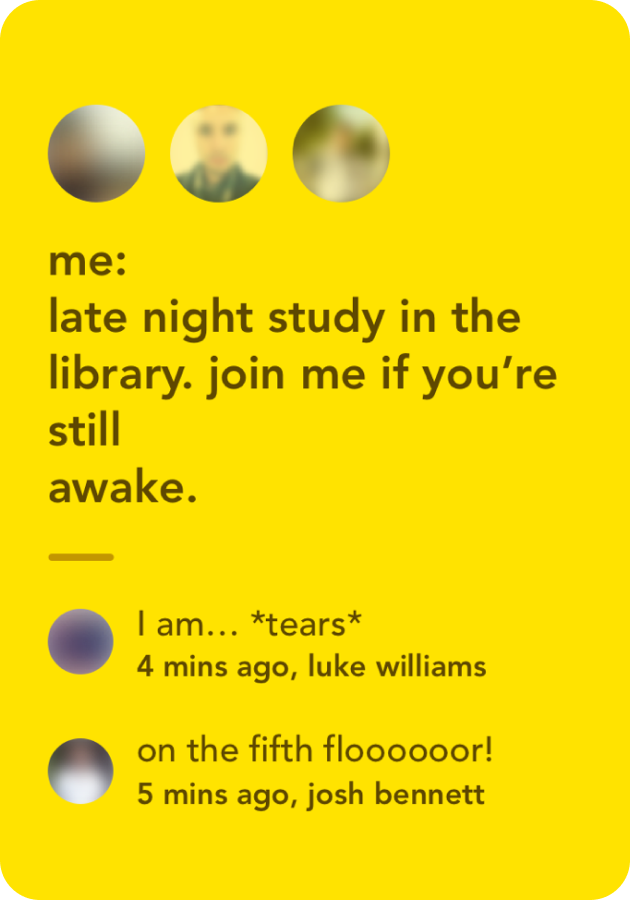 me:
late night study in the
library. join me if you’re
still
awake.
I am... *tears*
4 mins ago, luke williams
on the fifth Floooooor!
5 mins ago, josh bennett